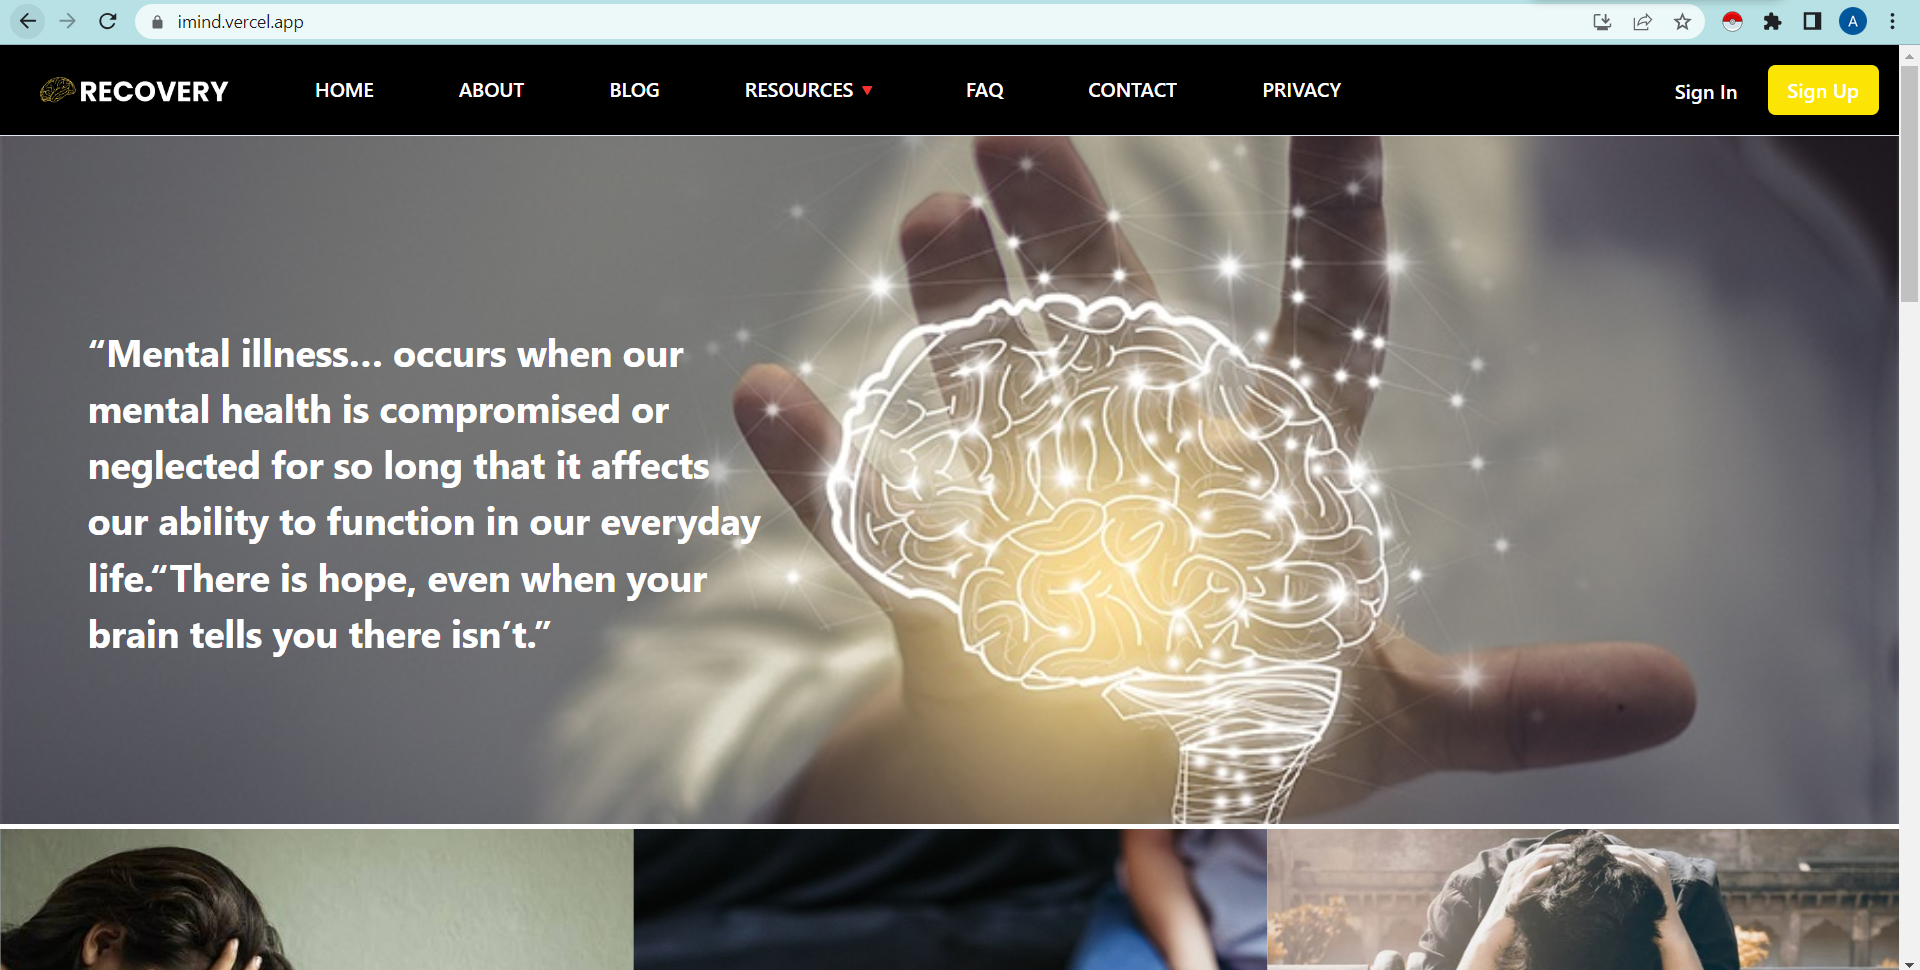 imind.vercel.app
A
RECOVERY
HOME ABOUT BLOG RESOURCES FAQ CONTACT PRIVACY
Sign In Sign Up
“Mental illness... occurs when our
mental health is compromised or
neglected for so long that it affects
our ability to function in our everyday
life.“There is hope, even when your
brain tells you there isn’t.”